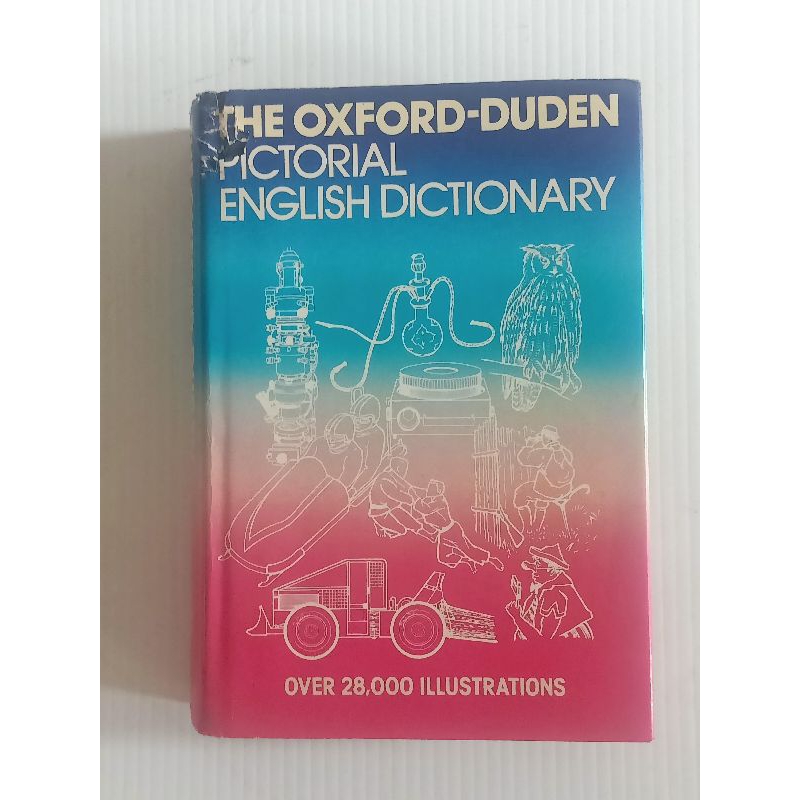 THE OXFORD-DUDEN
PICTORIAL
ENGLISH DICTIONARY
OVER 28,000 ILLUSTRATIONS